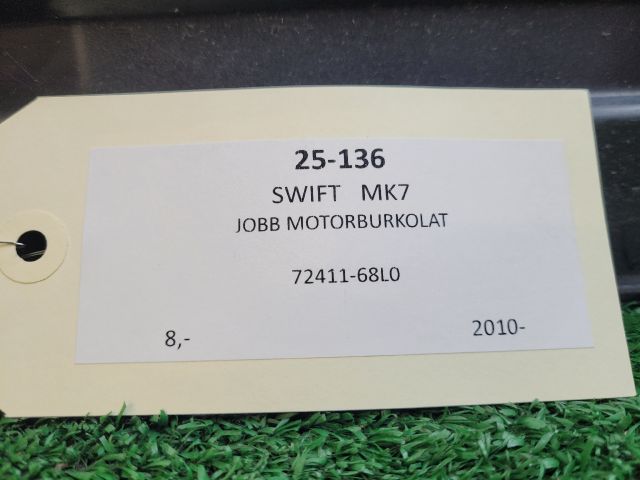 25-136
SWIFT MK7
JOBB MOTORBURKOLAT
72411-68L0
8,- 2010-